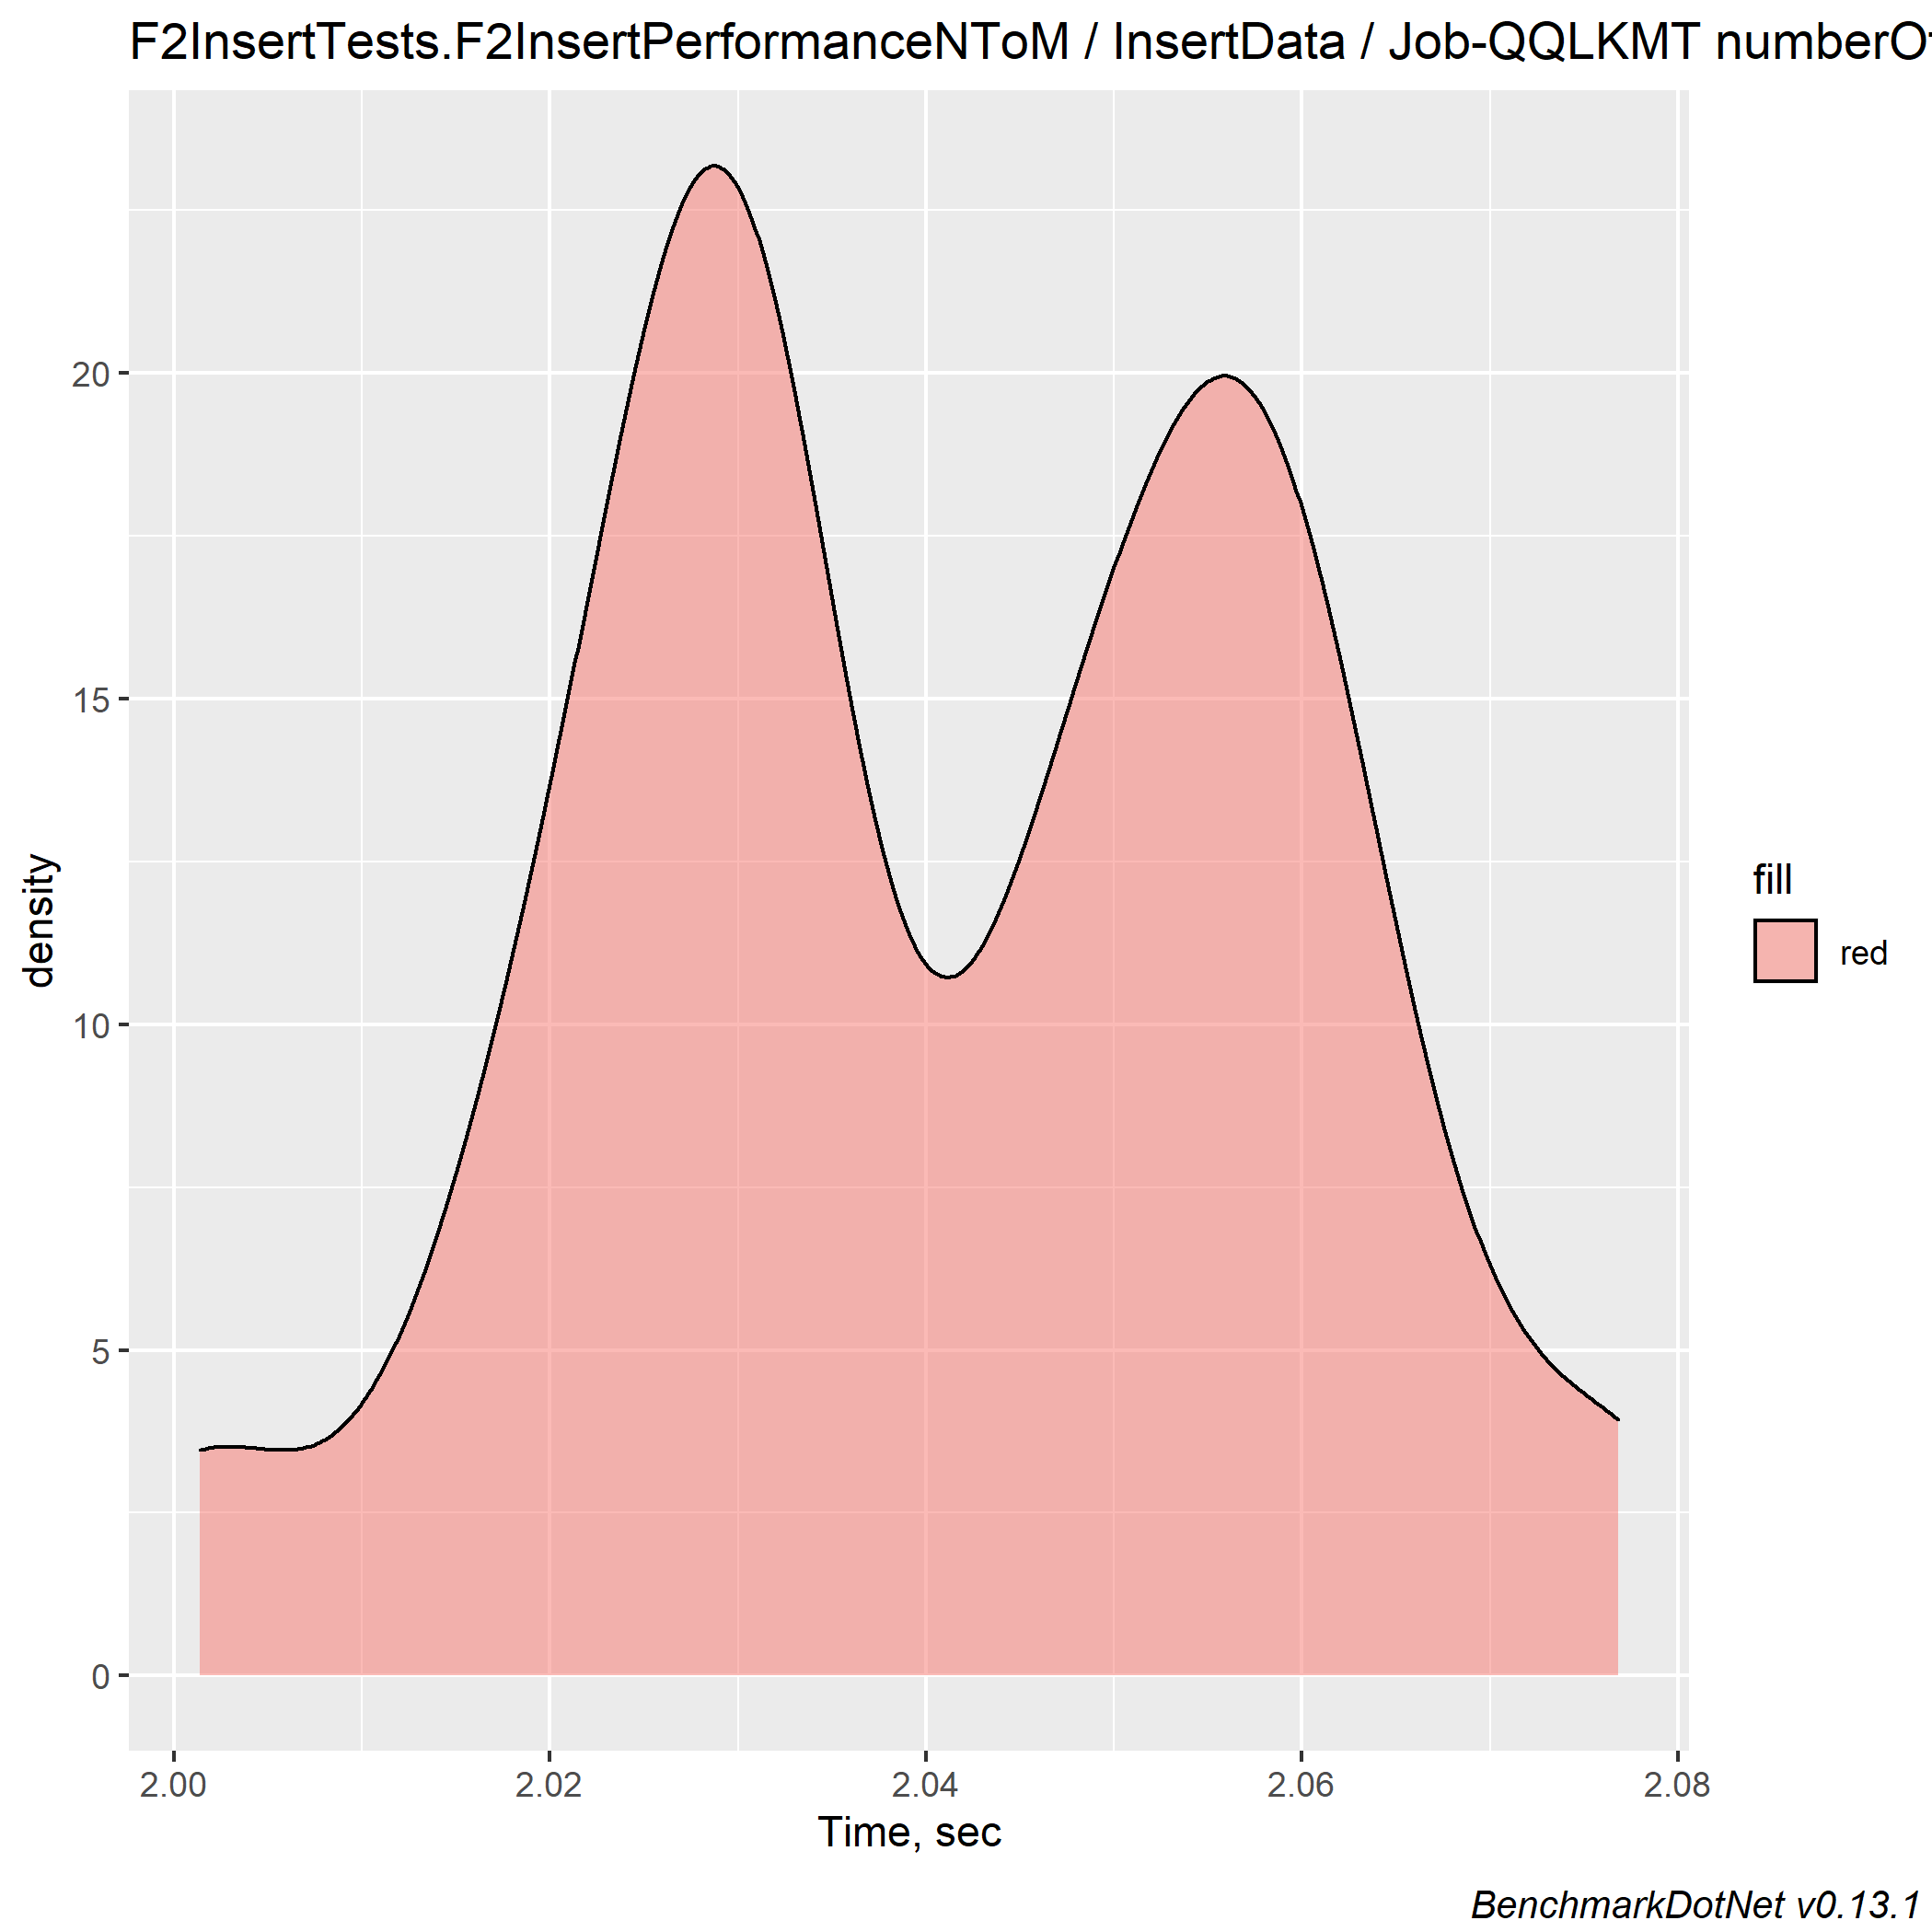 F2InsertTests.F2InsertPerformanceNToM / InsertData / Job-QQLKMT
density
20
15
10
5
0
2.00 2.02 2.04 2.06 2.08
Time, sec
fill
red
BenchmarkDotNet v0.13.1